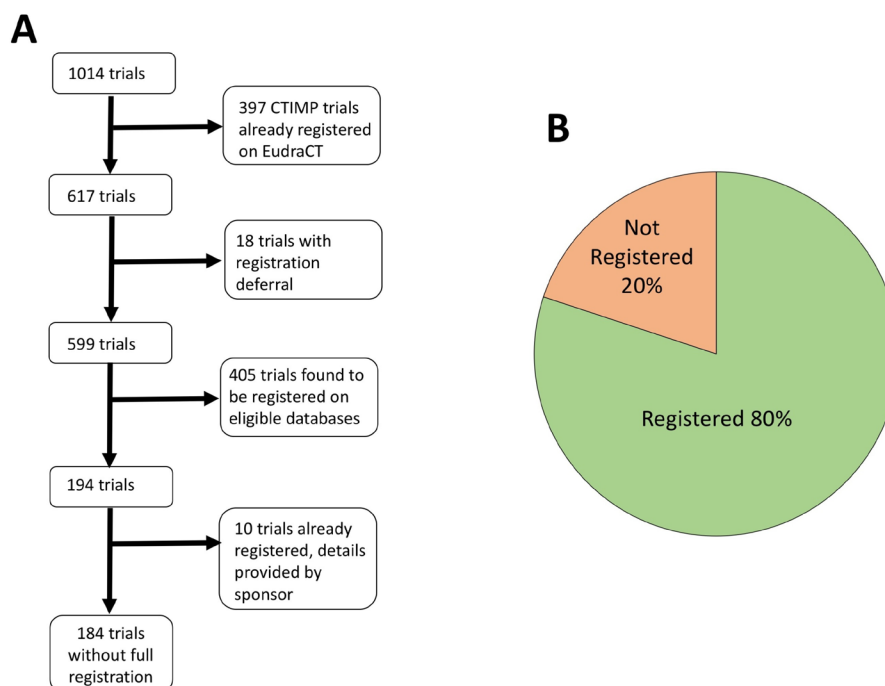 A
1014 trials
397 CTIMP trials
already registered
on EudraCT
617 trials
18 trials with
registration
deferral
599 trials
405 trials found to
be registered on
eligible databases
194 trials
10 trials already
registered, details
provided by
sponsor
184 trials
without full
registration
B
Not
Registered
20%
Registered 80%